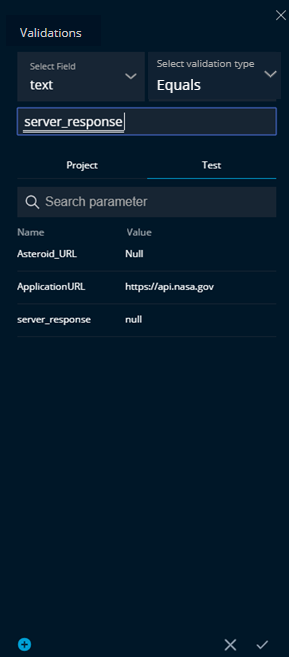 Validations
Select Field
text
Select validation type
Equals
server_response
Project Test
Search parameter
Name Value
Asteroid_URL Null
ApplicationURL https://api.nasa.gov
server_response null